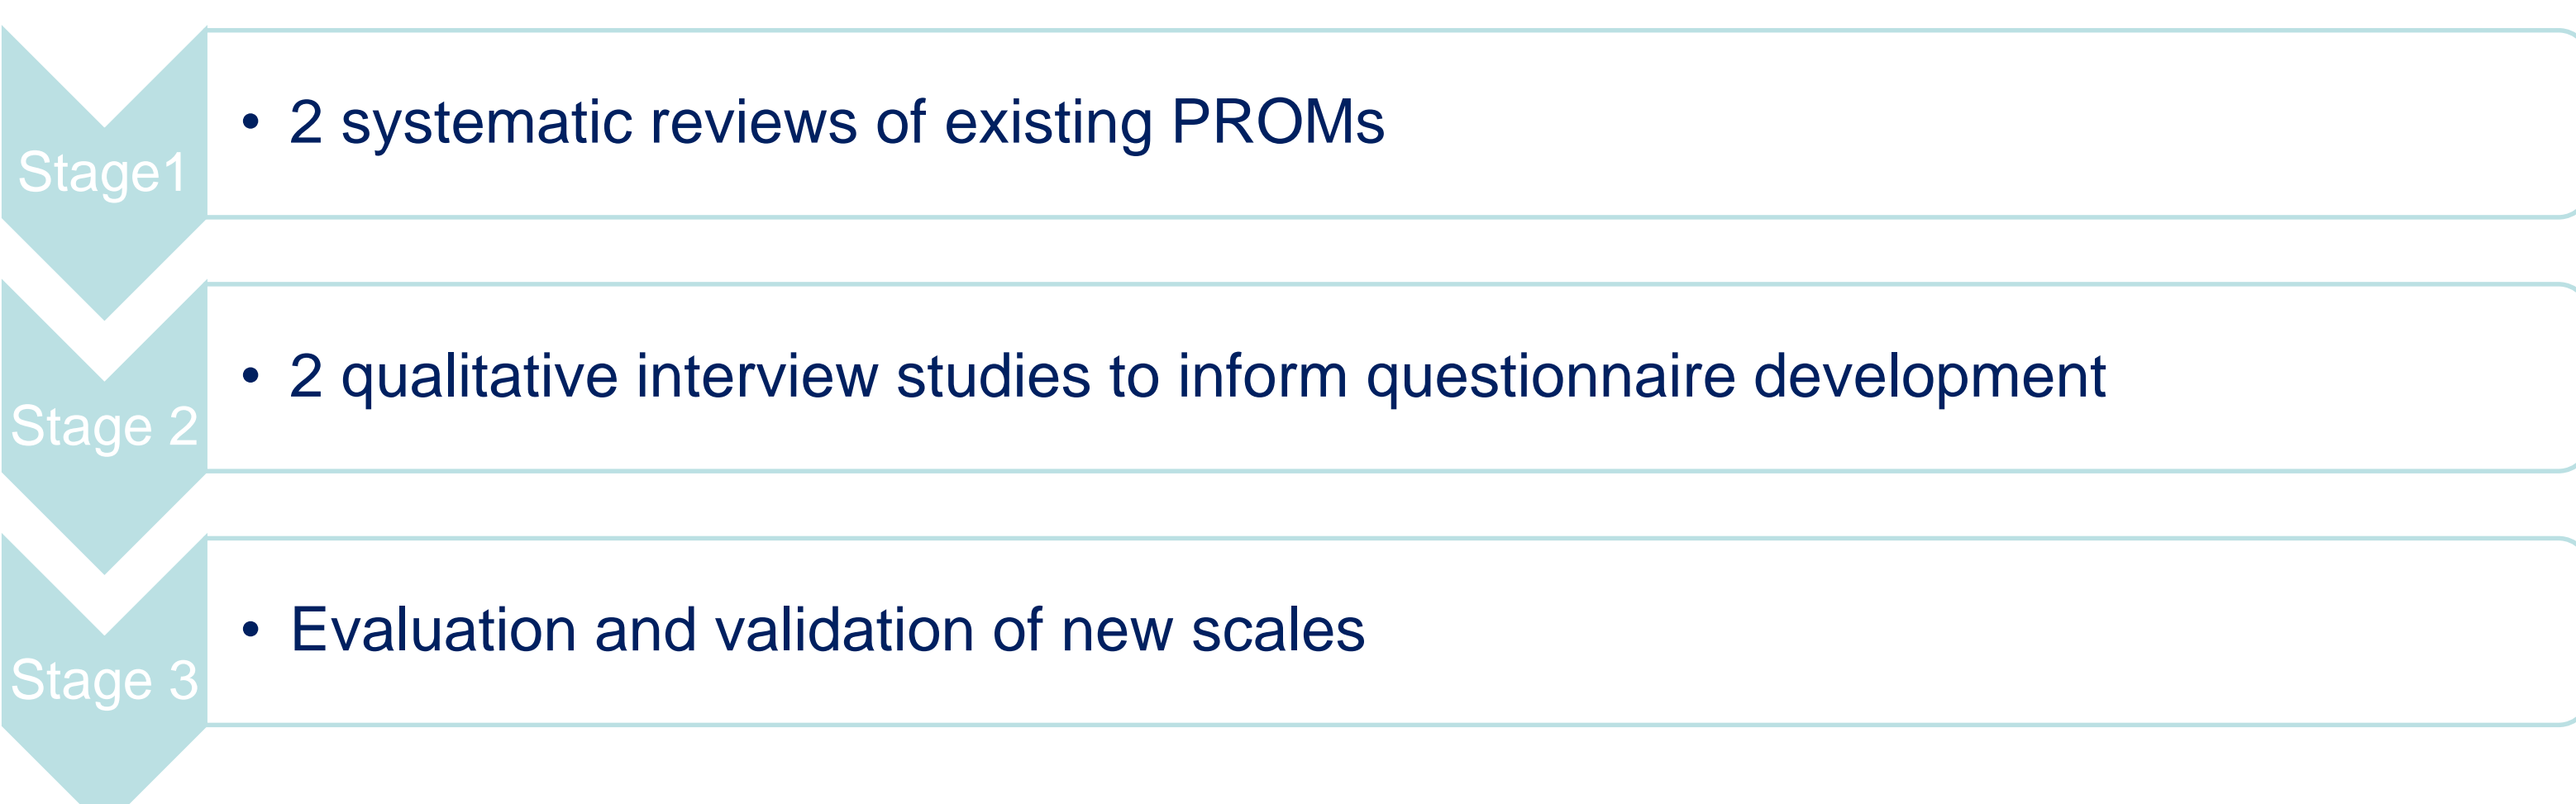 Stage1
• 2 systematic reviews of existing PROMs
Stage 2
• 2 qualitative interview studies to inform questionnaire development
Stage 3
• Evaluation and validation of new scales